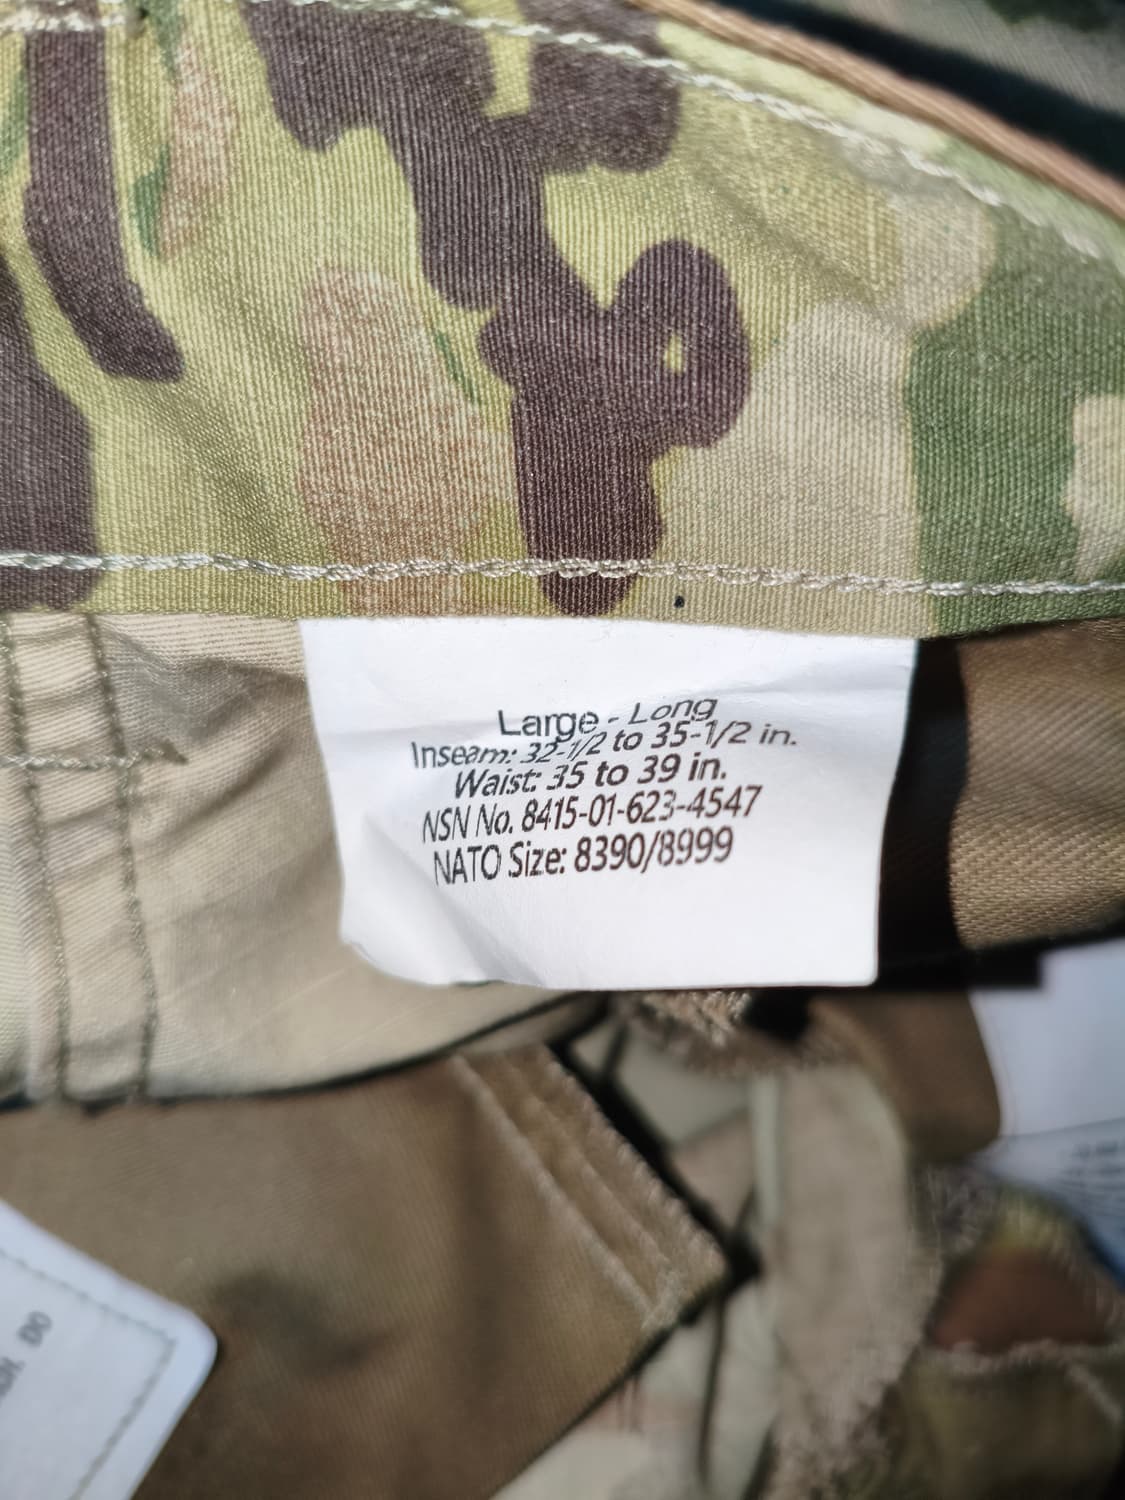 Large - Long
Inseam: 32-1/2 to 35-1/2 in.
Waist: 35 to 39 in.
NSN No. 8415-01-623-4547
NATO Size: 8390/8999
DO